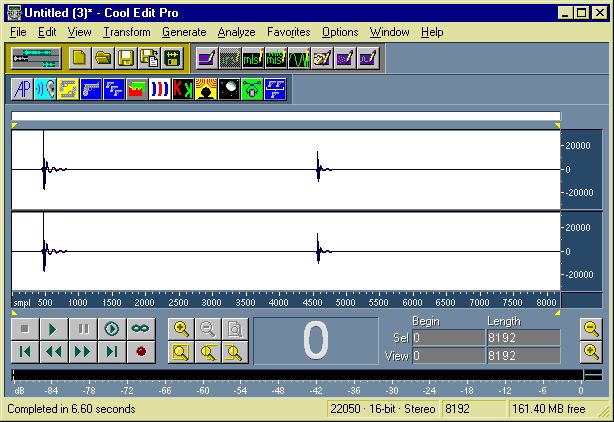 Untitled (3)* - Cool Edit Pro
File Edit View Transform Generate Analyze Favorites Options Window Help
mls mls
AP
20000
0
-20000
20000
0
-20000
smpl 500 1000 1500 2000 2500 3000 3500 4000 4500 5000 5500 6000 6500 7000 7500 8000
0
Begin Length
Sel 0 8192
View 0 8192
dB -84 -78 -72 -66 -60 -54 -48 -42 -36 -30 -24 -18 -12 -6 0
Completed in 6.60 seconds 22050 · 16-bit · Stereo 8192 161.40 MB free